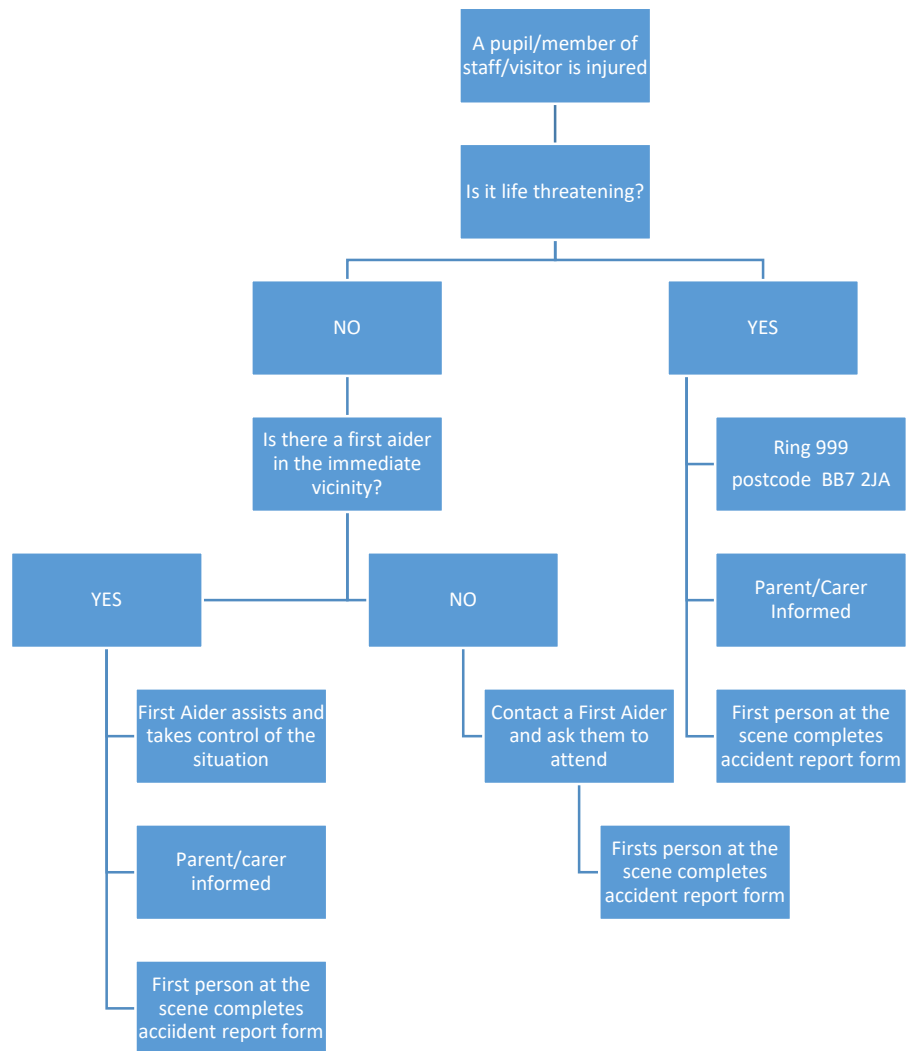 A pupil/member of
staff/visitor is injured
Is it life threatening?
NO
YES
Is there a first aider
in the immediate
vicinity?
Ring 999
postcode  BB7 2JA
YES
NO
Parent/Carer
Informed
First Aider assists and
takes control of the
situation
Contact a First Aider
and ask them to
attend
First person at the
scene completes
accident report form
Parent/carer
informed
Firsts person at the
scene completes
accident report form
First person at the
scene completes
acciident report form